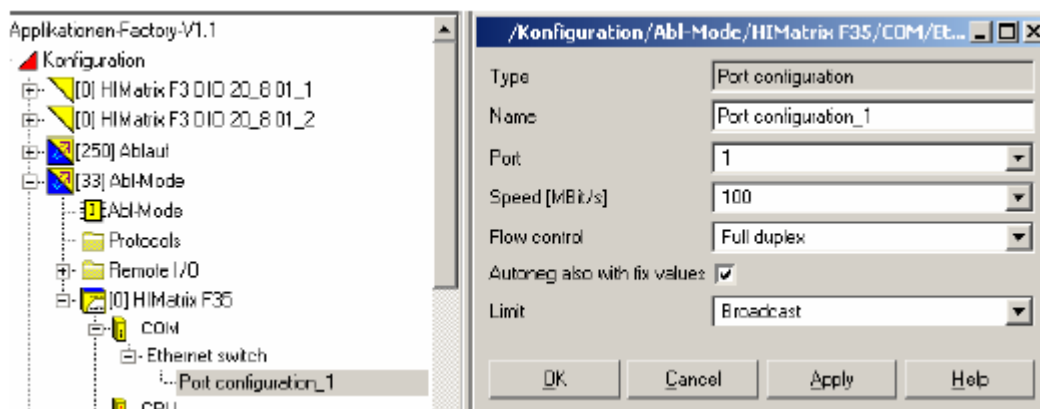 Applikationen-Factory-V1.1
Konfiguration
[0] HIMatrix F3 DIO 20_8 01_1
[0] HIMatrix F3 DIO 20_8 01_2
[250] Ablauf
[33] Abl-Mode
Abl-Mode
Protocols
Remote I/O
[0] HIMatrix F35
COM
Ethernet switch
Port configuration_1
CPU
/Konfiguration/Abl-Mode/HIMatrix F35/COM/Et...
Type Port configuration
Name Port configuration_1
Port 1
Speed [MBit/s] 100
Flow control Full duplex
Autoneg also with fix values
Limit Broadcast
OK Cancel Apply Help